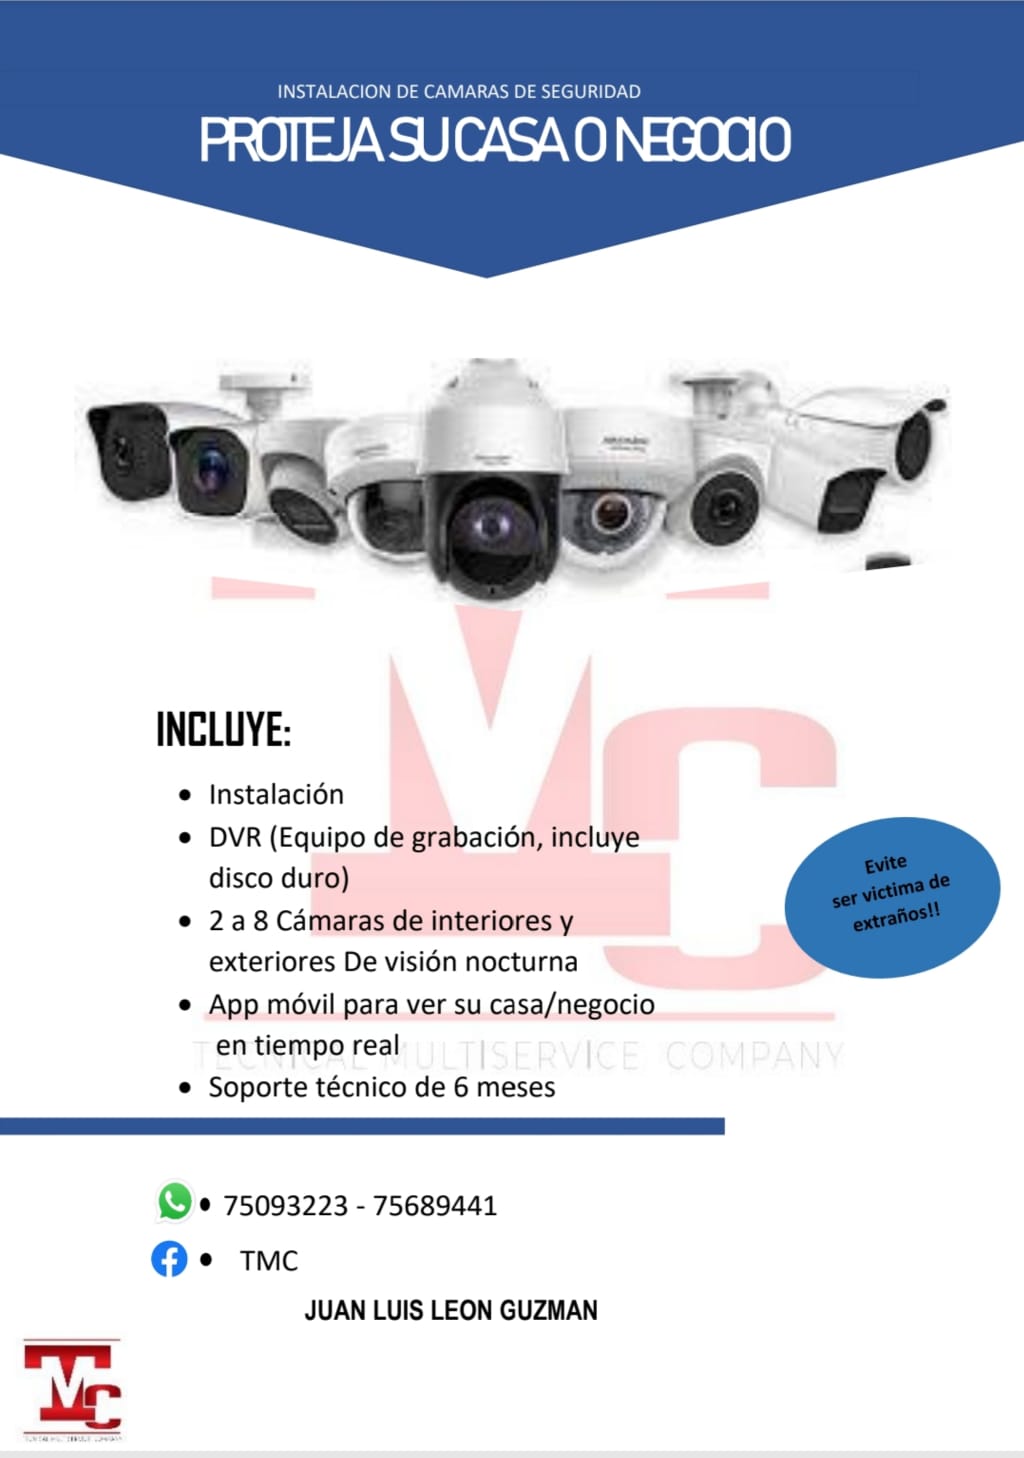 INSTALACION DE CAMARAS DE SEGURIDAD
PROTEJA SU CASA O NEGOCIO
INCLUYE:
• Instalación
• DVR (Equipo de grabación, incluye
disco duro)
• 2 a 8 Cámaras de interiores y
exteriores De visión nocturna
• App móvil para ver su casa/negocio
en tiempo real
• Soporte técnico de 6 meses
Evite
ser victima de
extraños!!
TMC
TECNICAL MULTISERVICE COMPANY
• 75093223 - 75689441
• TMC
JUAN LUIS LEON GUZMAN
TMC